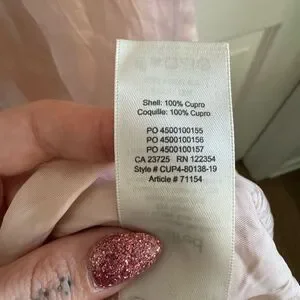 Shell: 100% Cupro
Coquille: 100% Cupro
PO 4500100155
PO 4500100156
PO 4500100157
CA 23725 RN 122354
Style # CUP4-80138-19
Article # 71154